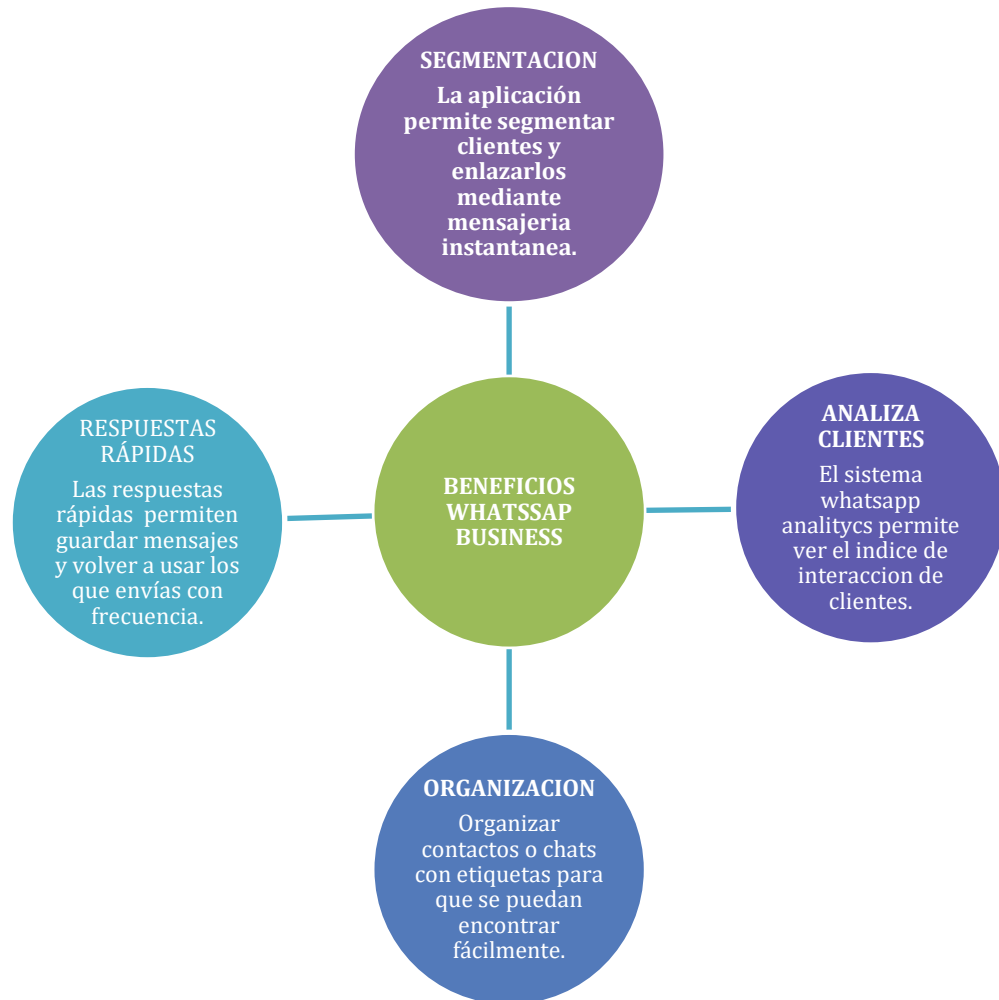 SEGMENTACION
La aplicación
permite segmentar
clientes y
enlazarlos
mediante
mensajeria
instantanea.
RESPUESTAS
RÁPIDAS
Las respuestas
rápidas permiten
guardar mensajes
y volver a usar los
que envías con
frecuencia.
BENEFICIOS
WHATSSAP
BUSINESS
ANALIZA
CLIENTES
El sistema
whatsapp
analitycs permite
ver el indice de
interaccion de
clientes.
ORGANIZACION
Organizar
contactos o chats
con etiquetas para
que se puedan
encontrar
fácilmente.